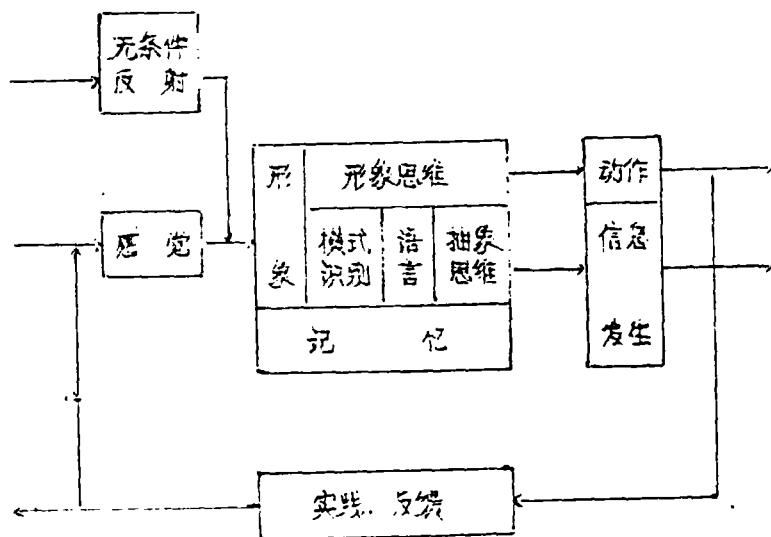 无条件
反射
形 形象思维
动作
感觉
模式 语 抽象
信息
象 识别 言 思维
记忆
发生
实践、反馈